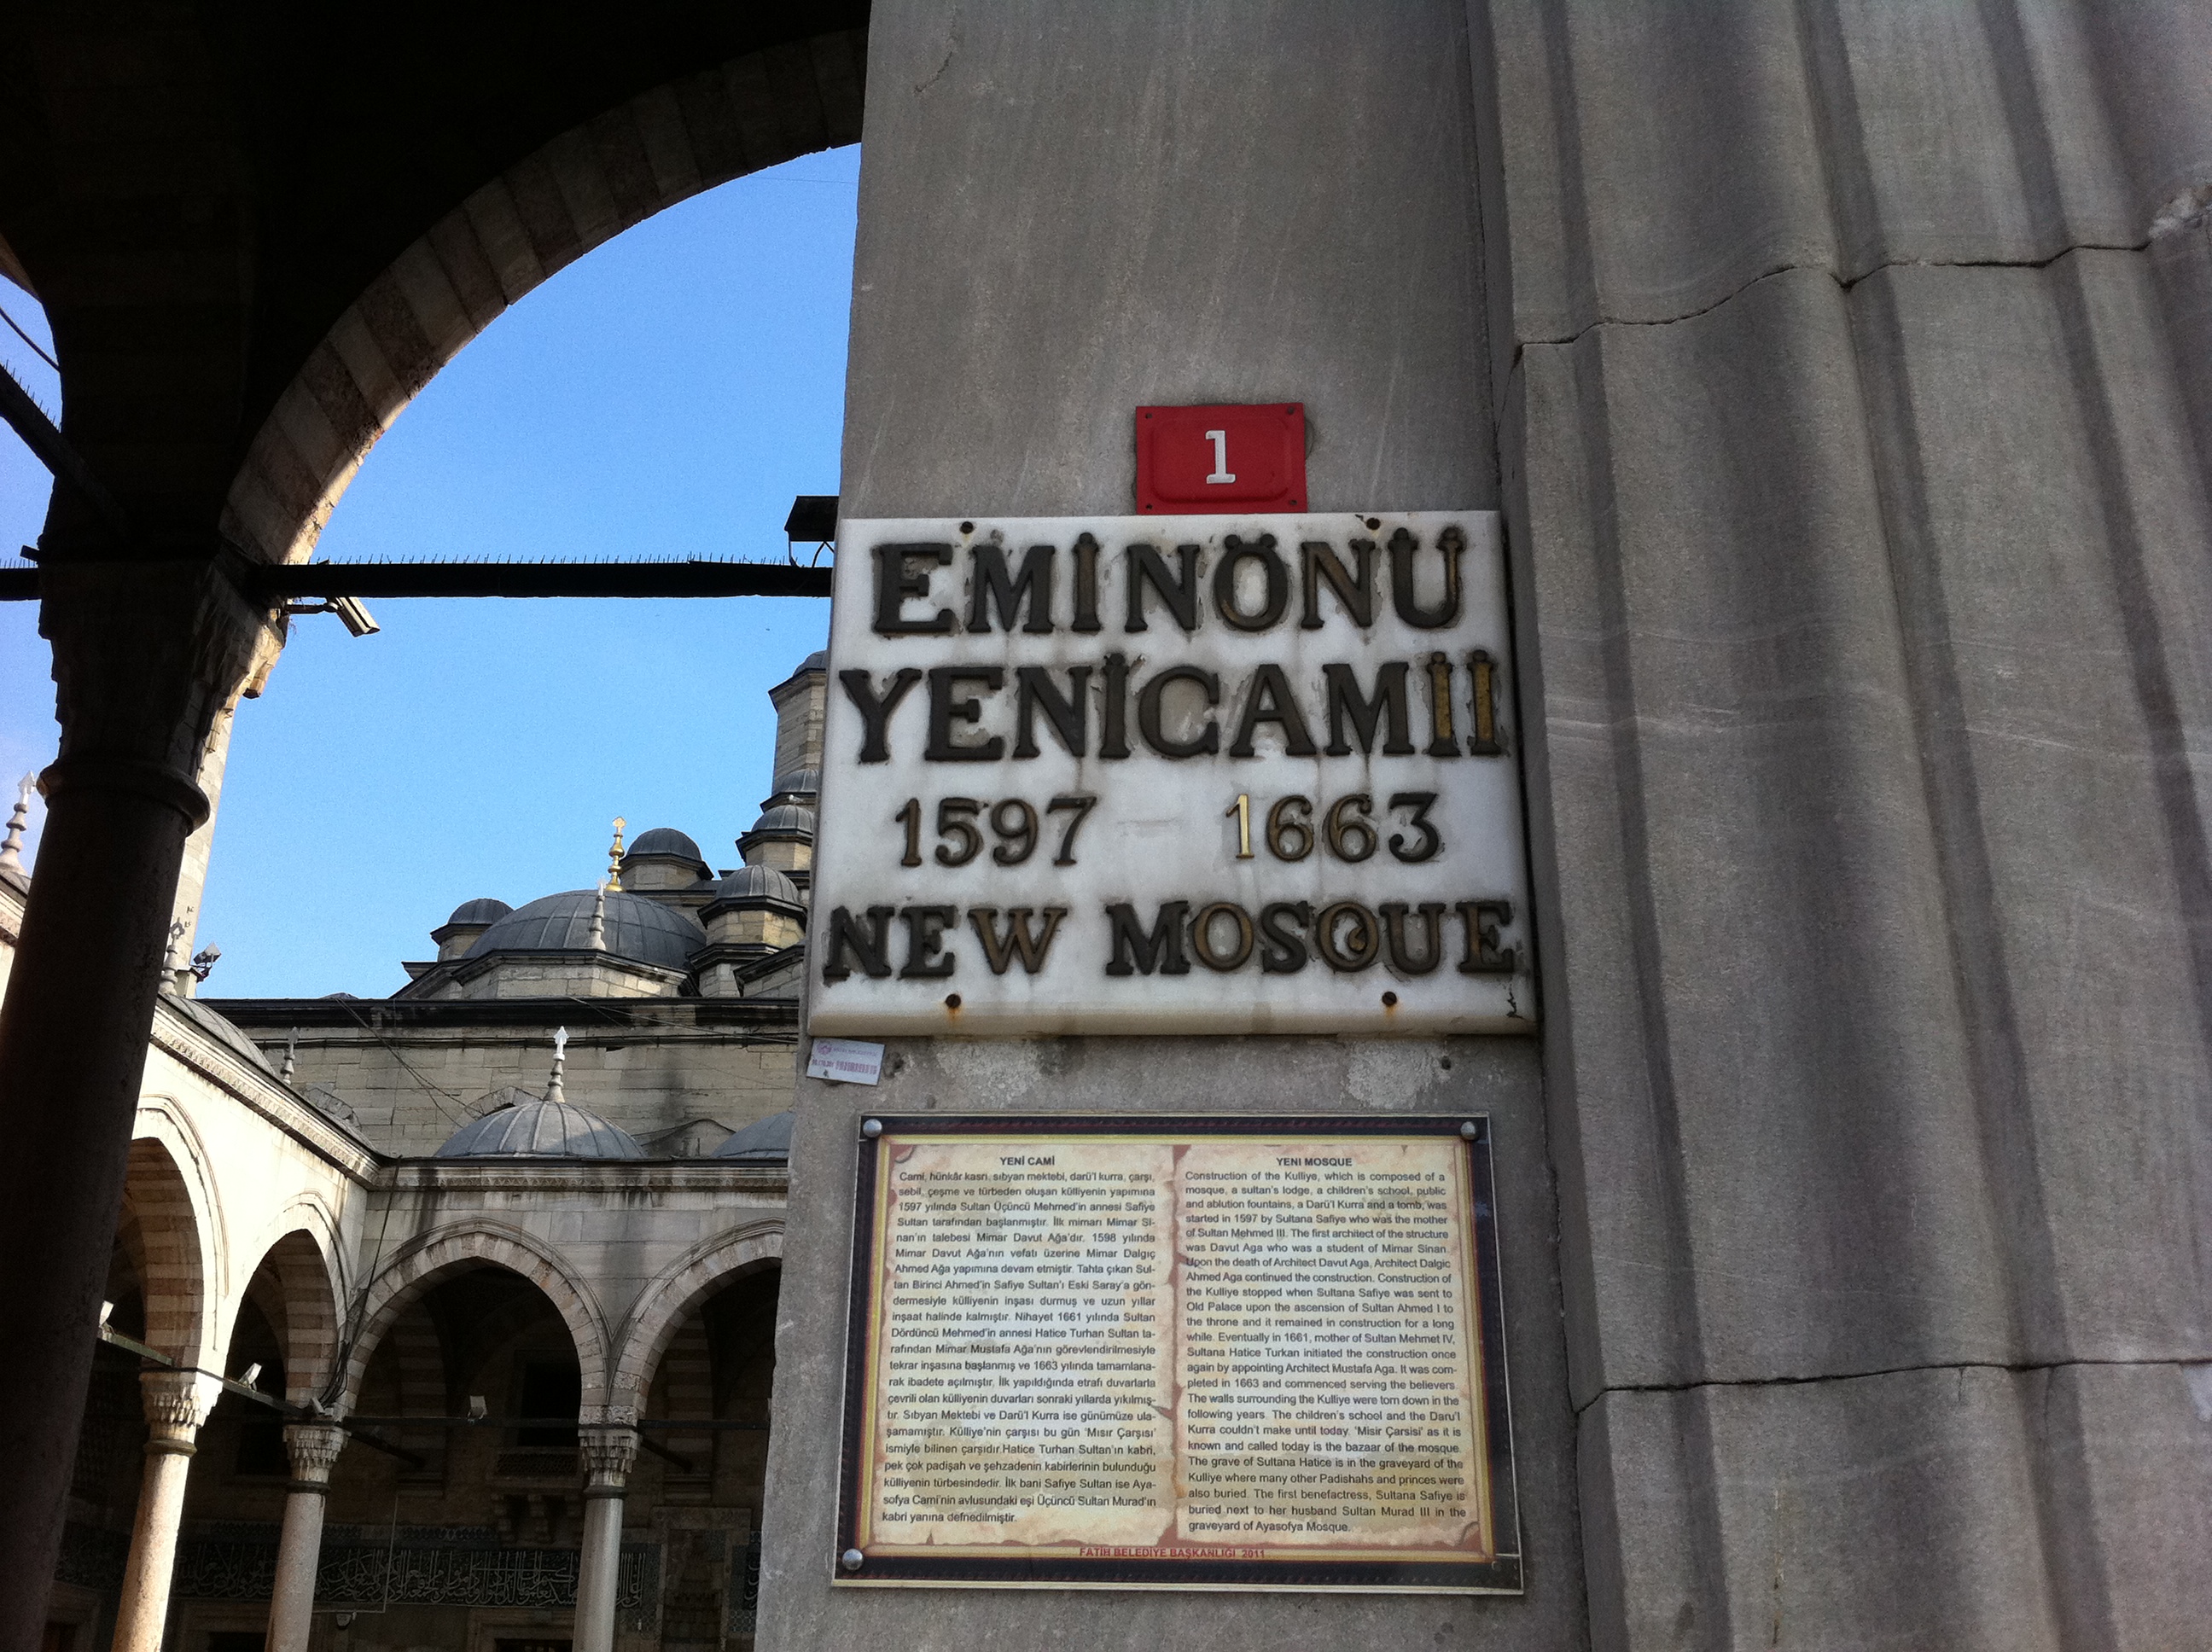 1
EMİNÖNÜ
YENİCAMİİ
1597 1663
NEW MOSQUE
YENİ CAMİ
Cami, hünkâr kasrı, sıbyan mektebi, darü'l kurra, çarşı,
sebil, çeşme ve türbeden oluşan külliyenin yapımına
1597 yılında Sultan Üçüncü Mehmed'in annesi Safiye
Sultan tarafından başlanmıştır. İlk mimarı Mimar Si-
nan'ın talebesi Mimar Davut Ağa'dır. 1598 yılında
Mimar Davut Ağa'nın vefatı üzerine Mimar Dalgıç
Ahmed Ağa yapımına devam etmiştir. Tahta çıkan Sul-
tan Birinci Ahmed'in Safiye Sultan'ı Eski Saray'a gön-
dermesiyle külliyenin inşası durmuş ve uzun yıllar
inşaat halinde kalmıştır. Nihayet 1661 yılında Sultan
Dördüncü Mehmed'in annesi Hatice Turhan Sultan ta-
rafından Mimar Mustafa Ağa'nın görevlendirilmesiyle
tekrar inşasına başlanmış ve 1663 yılında tamamlana-
rak ibadete açılmıştır. İlk yapıldığında etrafı duvarlarla
çevrili olan külliyenin duvarları sonraki yıllarda yıkılmış-
tır. Sıbyan Mektebi ve Darü'l Kurra ise günümüze ula-
şamamıştır. Külliye'nin çarşısı bu gün 'Mısır Çarşısı'
ismiyle bilinen çarşıdır.Hatice Turhan Sultan'ın kabri,
pek çok padişah ve şehzadenin kabirlerinin bulunduğu
külliyenin türbesindedir. İlk bani Safiye Sultan ise Aya-
sofya Cami'nin avlusundaki eşi Üçüncü Sultan Murad'ın
kabri yanına defnedilmiştir.
YENI MOSQUE
Construction of the Kulliye, which is composed of a
mosque, a sultan's lodge, a children's school, public
and ablution fountains, a Darü'l Kurra and a tomb, was
started in 1597 by Sultana Safiye who was the mother
of Sultan Mehmed III. The first architect of the structure
was Davut Aga who was a student of Mimar Sinan.
Upon the death of Architect Davut Aga, Architect Dalgic
Ahmed Aga continued the construction. Construction of
the Kulliye stopped when Sultana Safiye was sent to
Old Palace upon the ascension of Sultan Ahmed I to
the throne and it remained in construction for a long
while. Eventually in 1661, mother of Sultan Mehmet IV,
Sultana Hatice Turkan initiated the construction once
again by appointing Architect Mustafa Aga. It was com-
pleted in 1663 and commenced serving the believers.
The walls surrounding the Kulliye were torn down in the
following years. The children's school and the Daru'l
Kurra couldn't make until today. 'Misir Çarsisi' as it is
known and called today is the bazaar of the mosque.
The grave of Sultana Hatice is in the graveyard of the
Kulliye where many other Padishahs and princes were
also buried. The first benefactress, Sultana Safiye is
buried next to her husband Sultan Murad III in the
graveyard of Ayasofya Mosque.
FATİH BELEDİYE BAŞKANLIĞI 2011